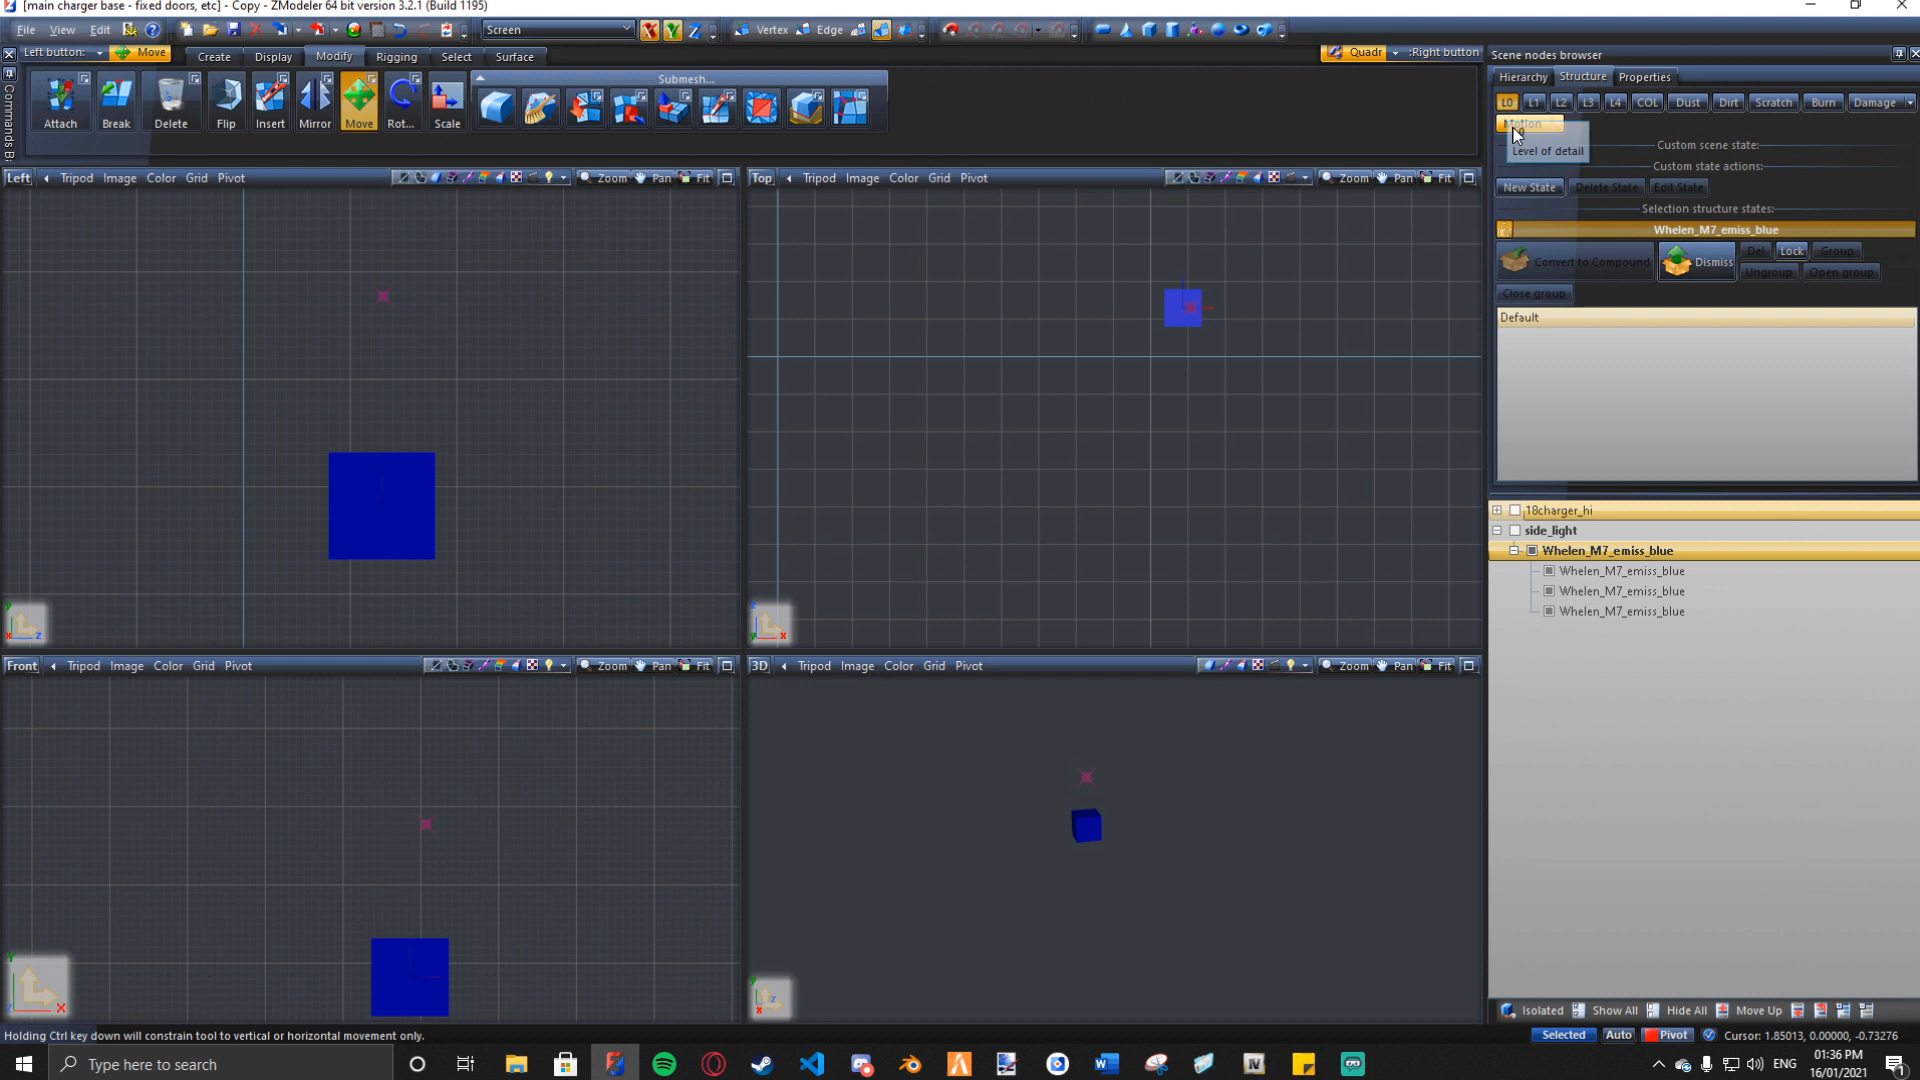 [main charger base - fixed doors, etc] - Copy - ZModeler 64 bit version 3.2.1 (Build 1195)
File View Edit Screen X Y Z Vertex Edge
Left button: Move Create Display Modify Rigging Select Surface Quadr :Right button
Commands B
Attach Break Delete Flip Insert Mirror Move Rot... Scale
Submesh...
Scene nodes browser
Hierarchy Structure Properties
L0 L1 L2 L3 L4 COL Dust Dirt Scratch Burn Damage
Motion
Level of detail
Custom scene state:
Custom state actions:
New State Delete State Edit State
Selection structure states:
Whelen_M7_emiss_blue
Convert to Compound Dismiss Del Lock Group
Ungroup Open group
Close group
Default
18charger_hi
side_light
Whelen_M7_emiss_blue
Whelen_M7_emiss_blue
Whelen_M7_emiss_blue
Whelen_M7_emiss_blue
Left Tripod Image Color Grid Pivot Zoom Pan Fit
Top Tripod Image Color Grid Pivot Zoom Pan Fit
Front Tripod Image Color Grid Pivot Zoom Pan Fit
3D Tripod Image Color Grid Pivot Zoom Pan Fit
Isolated Show All Hide All Move Up
Holding Ctrl key down will constrain tool to vertical or horizontal movement only.
Selected Auto Pivot Cursor: 1.85013, 0.00000, -0.73276
Type here to search
ENG
01:36 PM
16/01/2021